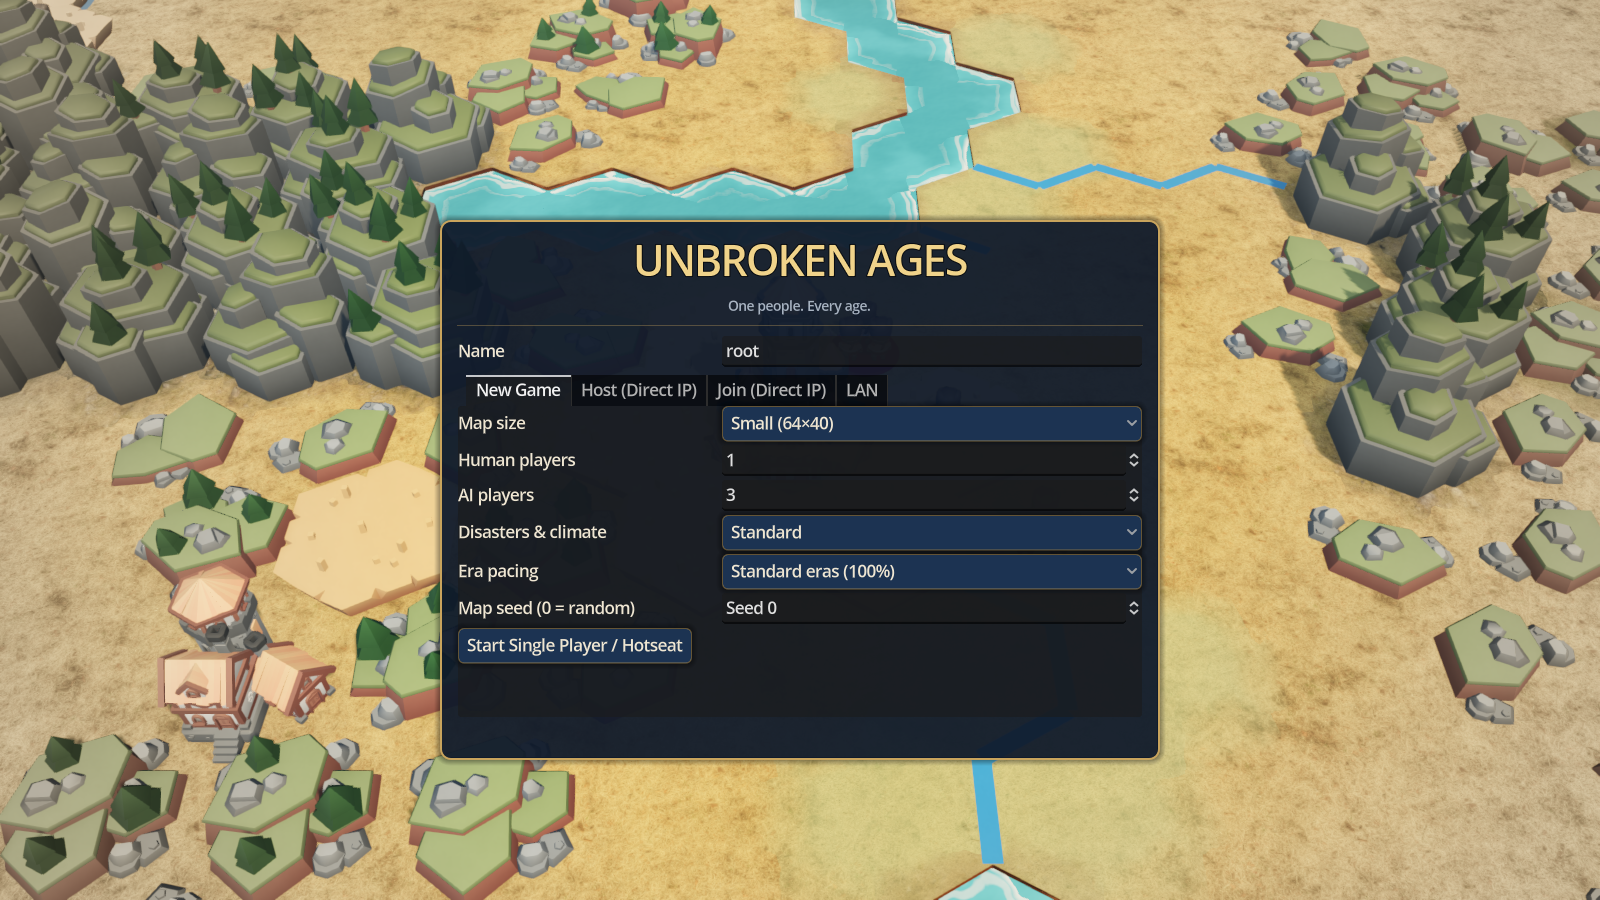 UNBROKEN AGES
One people. Every age.
Name root
New Game Host (Direct IP) Join (Direct IP) LAN
Map size Small (64×40)
Human players 1
AI players 3
Disasters & climate Standard
Era pacing Standard eras (100%)
Map seed (0 = random) Seed 0
Start Single Player / Hotseat